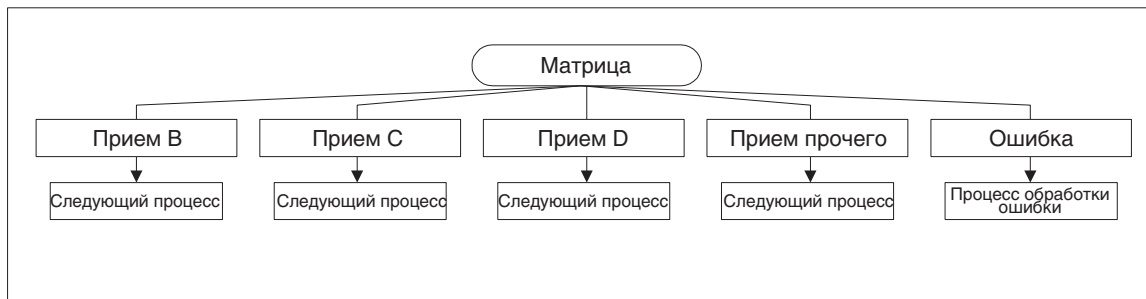 Матрица
Прием B
Прием C
Прием D
Прием прочего
Ошибка
Следующий процесс
Следующий процесс
Следующий процесс
Следующий процесс
Процесс обработки
ошибки